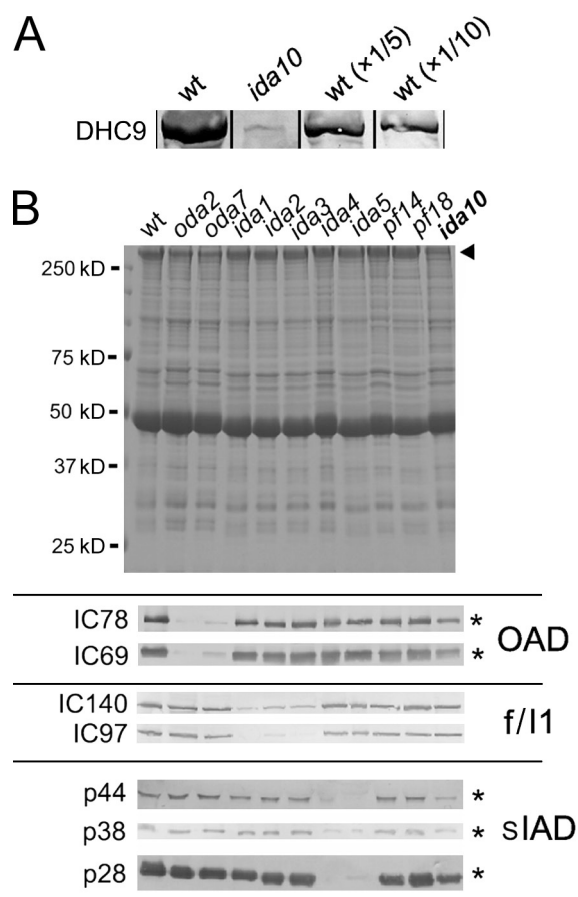 A
wt ida10 wt (×1/5) wt (×1/10)
DHC9
B
wt oda2 oda7 ida1 ida2 ida3 ida4 ida5 pf14 pf18 ida10
250 kD
75 kD
50 kD
37 kD
25 kD
IC78 *
IC69 *
OAD
IC140
IC97
f/I1
p44 *
p38 *
p28 *
sIAD